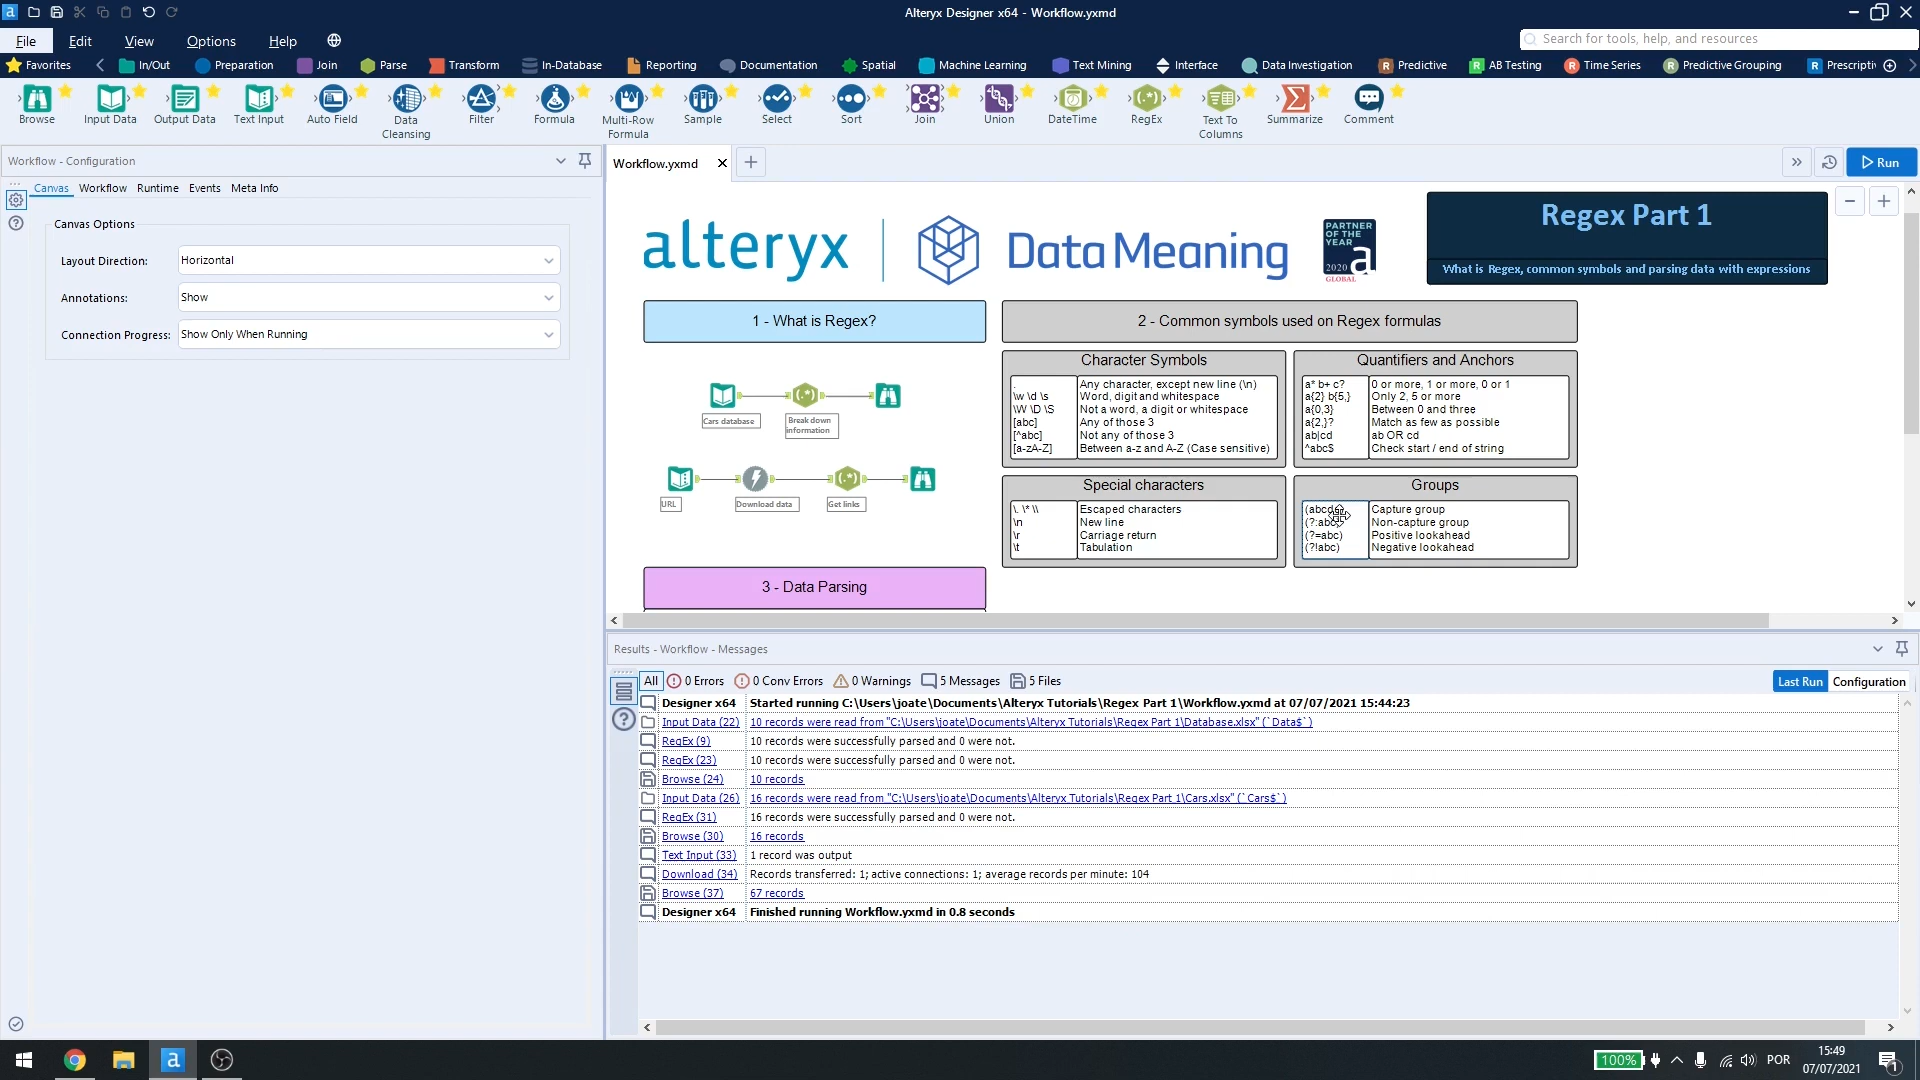 Alteryx Designer x64 - Workflow.yxmd
File Edit View Options Help
Search for tools, help, and resources
Favorites In/Out Preparation Join Parse Transform In-Database Reporting Documentation Spatial Machine Learning Text Mining Interface Data Investigation Predictive AB Testing Time Series Predictive Grouping Prescripti
Browse Input Data Output Data Text Input Auto Field Data Cleansing Filter Formula Multi-Row Formula Sample Select Sort Join Union DateTime RegEx Text To Columns Summarize Comment
Workflow - Configuration
Workflow.yxmd
Run
Canvas Workflow Runtime Events Meta Info
Canvas Options
Layout Direction: Horizontal
Annotations: Show
Connection Progress: Show Only When Running
alteryx
Data Meaning
PARTNER
OF THE
YEAR
2020
GLOBAL
Regex Part 1
What is Regex, common symbols and parsing data with expressions
1 - What is Regex?
Cars database
Break down
information
URL
Download data
Get links
3 - Data Parsing
2 - Common symbols used on Regex formulas
Character Symbols
. Any character, except new line (\n)
\w \d \s Word, digit and whitespace
\W \D \S Not a word, a digit or whitespace
[abc] Any of those 3
[^abc] Not any of those 3
[a-zA-Z] Between a-z and A-Z (Case sensitive)
Quantifiers and Anchors
a* b+ c? 0 or more, 1 or more, 0 or 1
a{2} b{5,} Only 2, 5 or more
a{0,3} Between 0 and three
a{2,}? Match as few as possible
ab|cd ab OR cd
^abc$ Check start / end of string
Special characters
\. \* \\ Escaped characters
\n New line
\r Carriage return
\t Tabulation
Groups
Capture group
(?:abc) Non-capture group
(?=abc) Positive lookahead
(?!abc) Negative lookahead
Results - Workflow - Messages
All 0 Errors 0 Conv Errors 0 Warnings 5 Messages 5 Files
Last Run Configuration
Designer x64 Started running C:\Users\joate\Documents\Alteryx Tutorials\Regex Part 1\Workflow.yxmd at 07/07/2021 15:44:23
Input Data (22) 10 records were read from "C:\Users\joate\Documents\Alteryx Tutorials\Regex Part 1\Database.xlsx" (`Data$`)
RegEx (9) 10 records were successfully parsed and 0 were not.
RegEx (23) 10 records were successfully parsed and 0 were not.
Browse (24) 10 records
Input Data (26) 16 records were read from "C:\Users\joate\Documents\Alteryx Tutorials\Regex Part 1\Cars.xlsx" (`Cars$`)
RegEx (31) 16 records were successfully parsed and 0 were not.
Browse (30) 16 records
Text Input (33) 1 record was output
Download (34) Records transferred: 1; active connections: 1; average records per minute: 104
Browse (37) 67 records
Designer x64 Finished running Workflow.yxmd in 0.8 seconds
100%
POR
15:49
07/07/2021
1